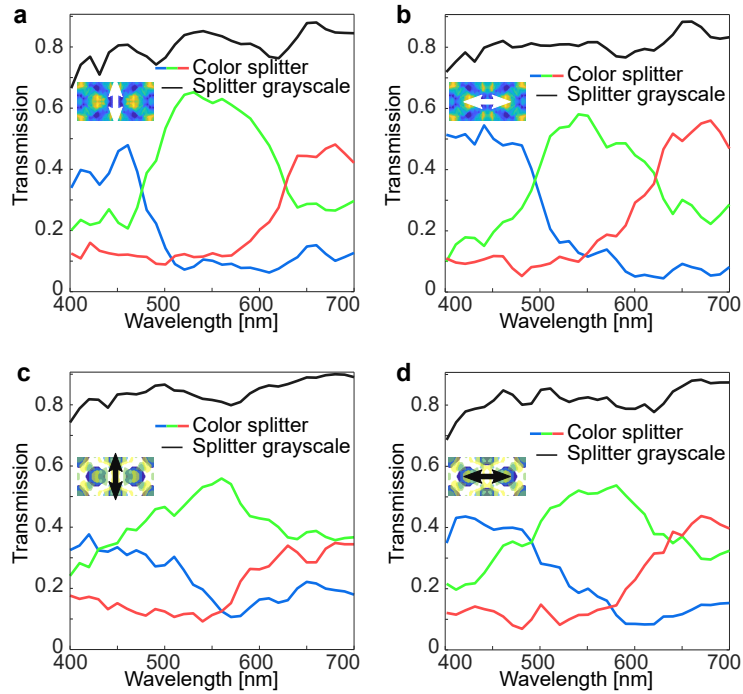 a
0.8
0.6
0.4
0.2
0
Transmission
Color splitter
Splitter grayscale
400 500 600 700
Wavelength [nm]
b
0.8
0.6
0.4
0.2
0
Transmission
Color splitter
Splitter grayscale
400 500 600 700
Wavelength [nm]
c
0.8
0.6
0.4
0.2
0
Transmission
Color splitter
Splitter grayscale
400 500 600 700
Wavelength [nm]
d
0.8
0.6
0.4
0.2
0
Transmission
Color splitter
Splitter grayscale
400 500 600 700
Wavelength [nm]